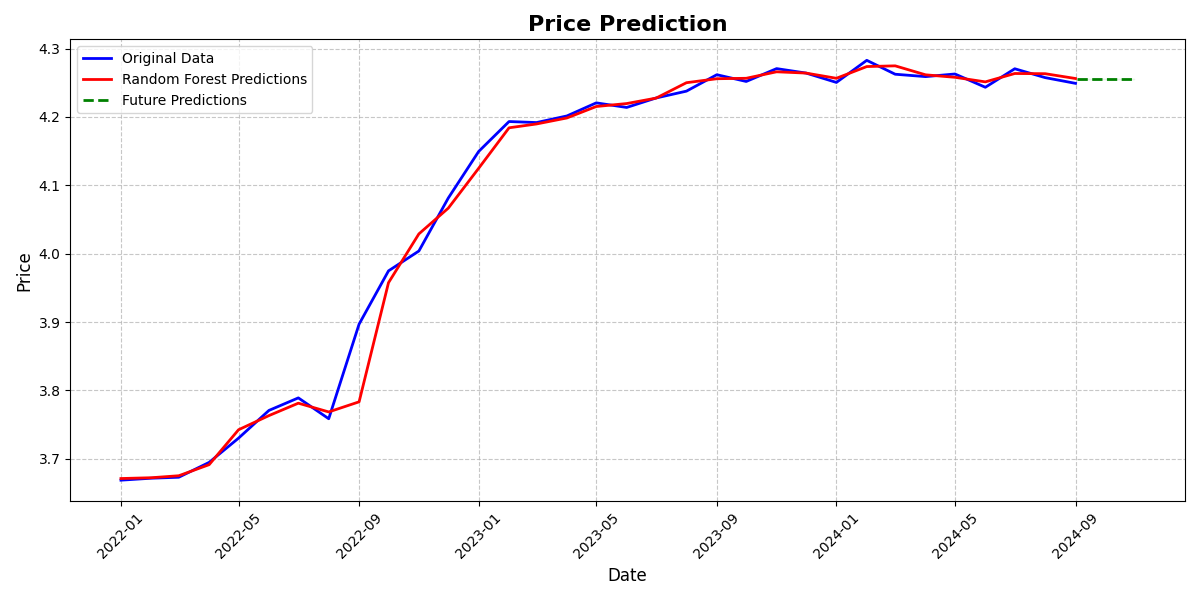 Price Prediction
Original Data
Random Forest Predictions
Future Predictions
Price
4.3
4.2
4.1
4.0
3.9
3.8
3.7
2022-01
2022-05
2022-09
2023-01
2023-05
2023-09
2024-01
2024-05
2024-09
Date